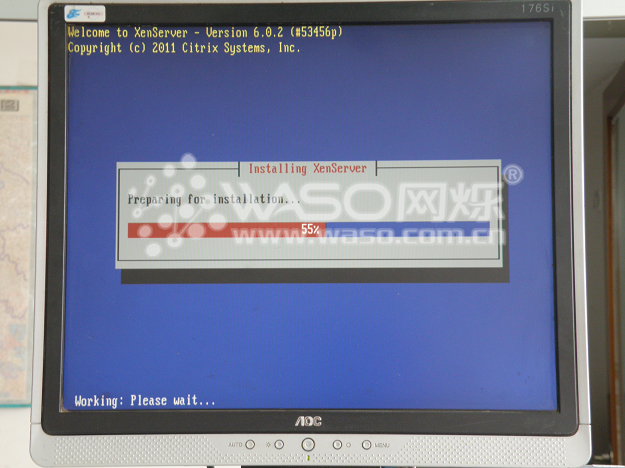 176Si
Welcome to XenServer - Version 6.0.2 (#53456p)
Copyright (c) 2011 Citrix Systems, Inc.
Installing XenServer
Preparing for installation...
55%
WASO网烁®
www.waso.com.cn
Working: Please wait...
AOC
AUTO
MENU